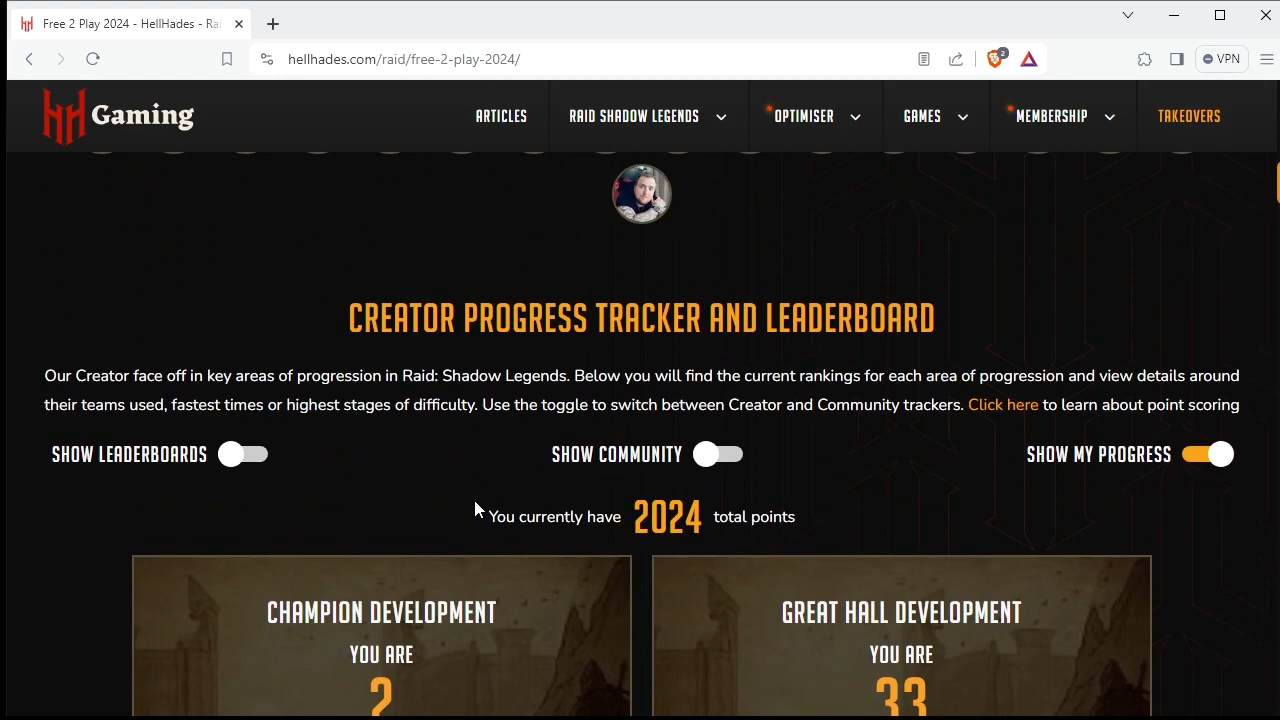 Free 2 Play 2024 - HellHades - Ra
hellhades.com/raid/free-2-play-2024/
2
VPN
Gaming
ARTICLES
RAID SHADOW LEGENDS
OPTIMISER
GAMES
MEMBERSHIP
TAKEOVERS
CREATOR PROGRESS TRACKER AND LEADERBOARD
Our Creator face off in key areas of progression in Raid: Shadow Legends. Below you will find the current rankings for each area of progression and view details around
their teams used, fastest times or highest stages of difficulty. Use the toggle to switch between Creator and Community trackers. Click here to learn about point scoring
SHOW LEADERBOARDS
SHOW COMMUNITY
SHOW MY PROGRESS
You currently have 2024 total points
CHAMPION DEVELOPMENT
YOU ARE
2
GREAT HALL DEVELOPMENT
YOU ARE
33